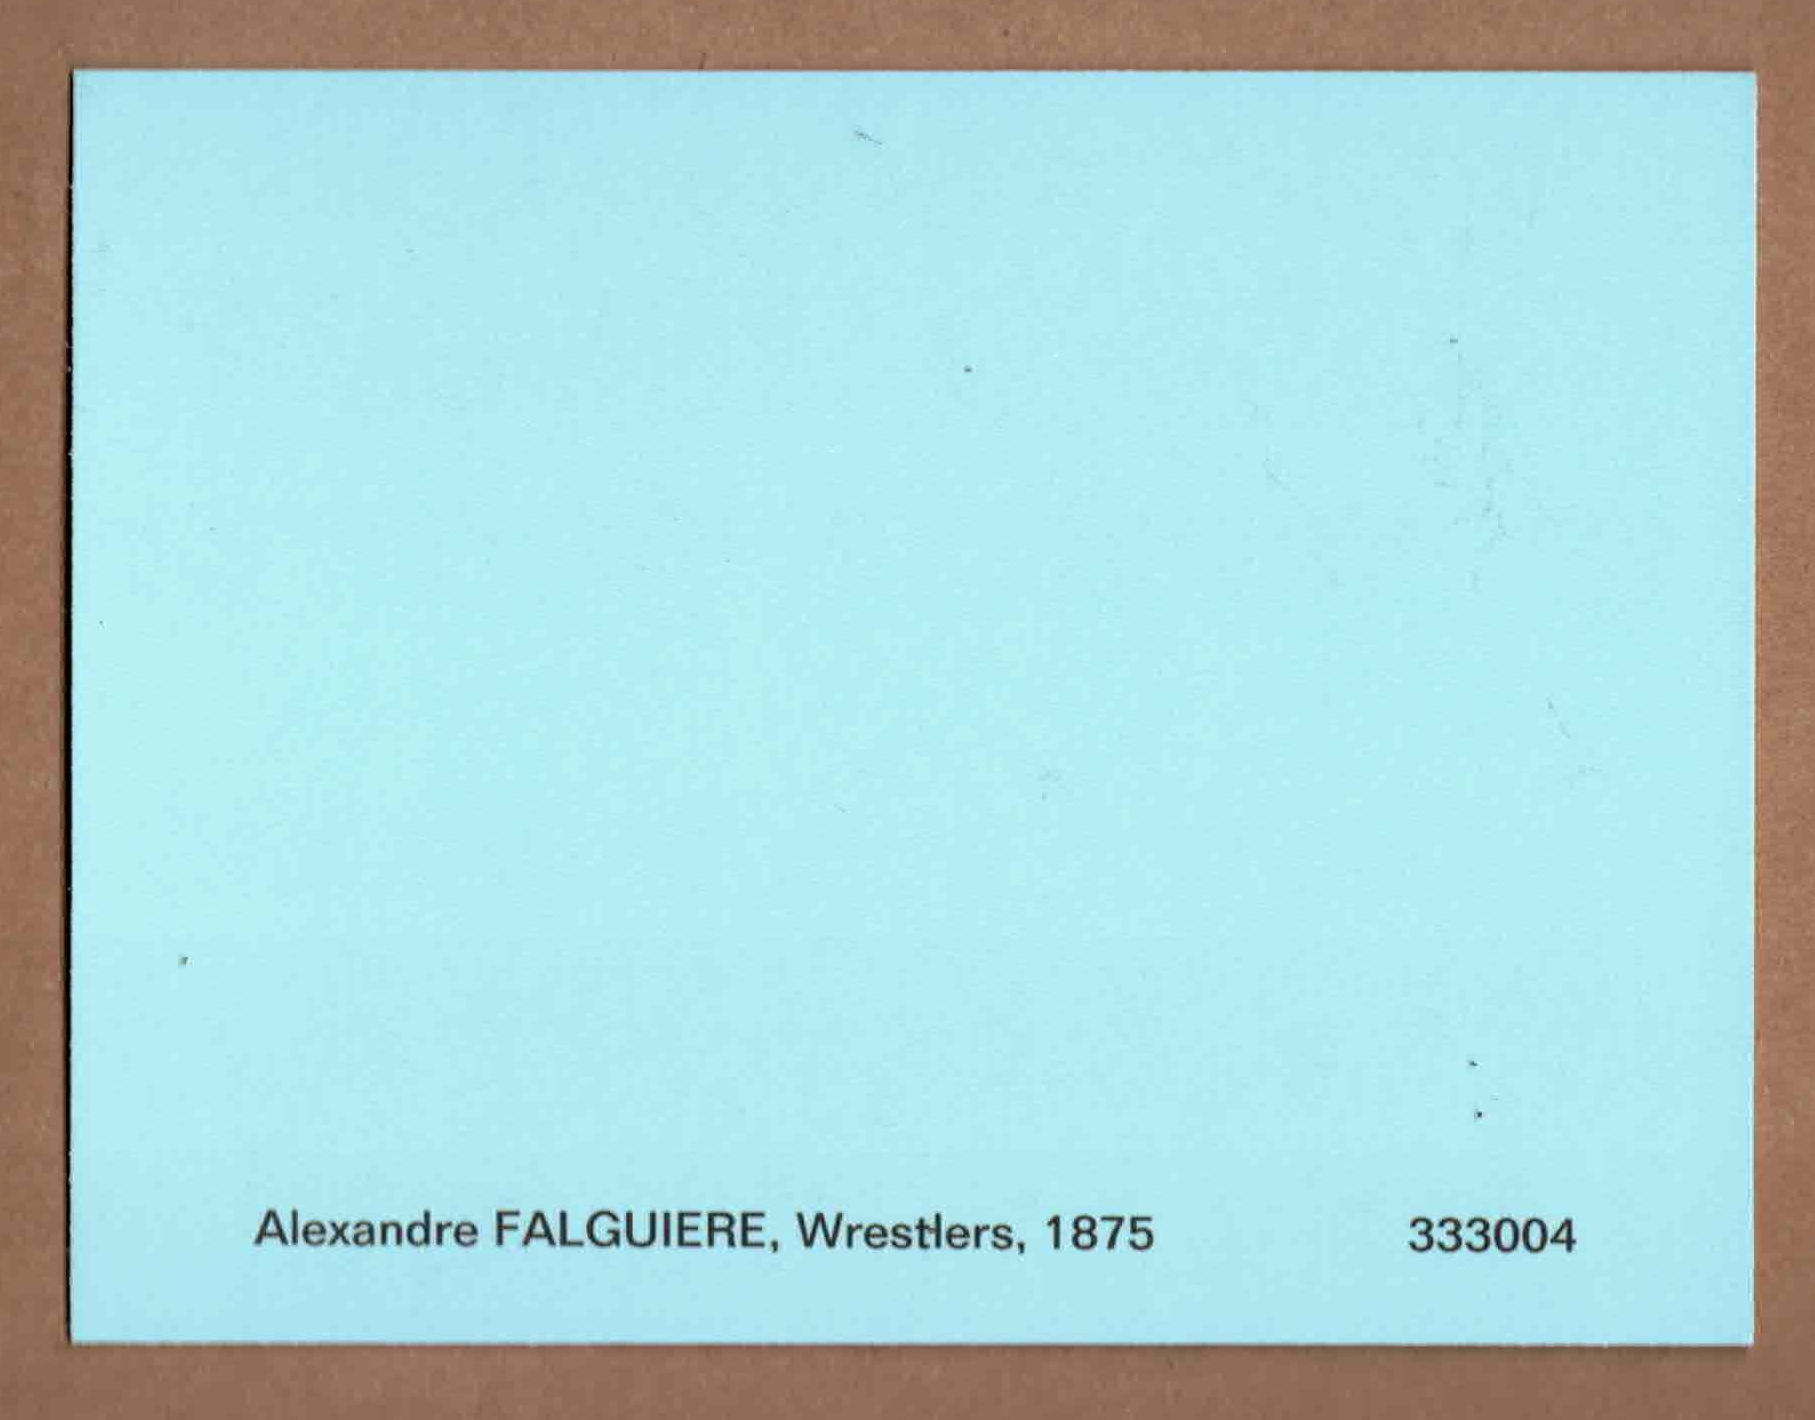 Alexandre FALGUIERE, Wrestlers, 1875 333004